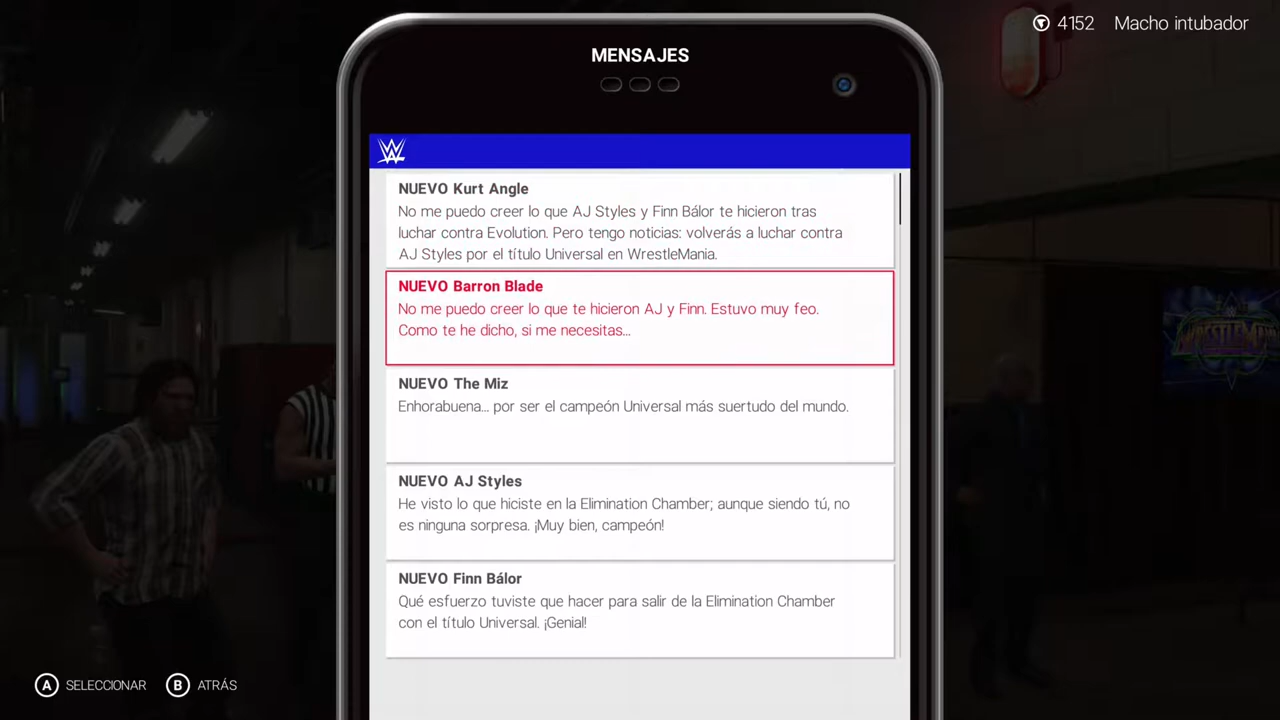 4152 Macho intubador
MENSAJES
W
NUEVO Kurt Angle
No me puedo creer lo que AJ Styles y Finn Bálor te hicieron tras
luchar contra Evolution. Pero tengo noticias: volverás a luchar contra
AJ Styles por el título Universal en WrestleMania.
NUEVO Barron Blade
No me puedo creer lo que te hicieron AJ y Finn. Estuvo muy feo.
Como te he dicho, si me necesitas...
NUEVO The Miz
Enhorabuena... por ser el campeón Universal más suertudo del mundo.
NUEVO AJ Styles
He visto lo que hiciste en la Elimination Chamber; aunque siendo tú, no
es ninguna sorpresa. ¡Muy bien, campeón!
NUEVO Finn Bálor
Qué esfuerzo tuviste que hacer para salir de la Elimination Chamber
con el título Universal. ¡Genial!
WRESTLEMANIA
A SELECCIONAR B ATRÁS